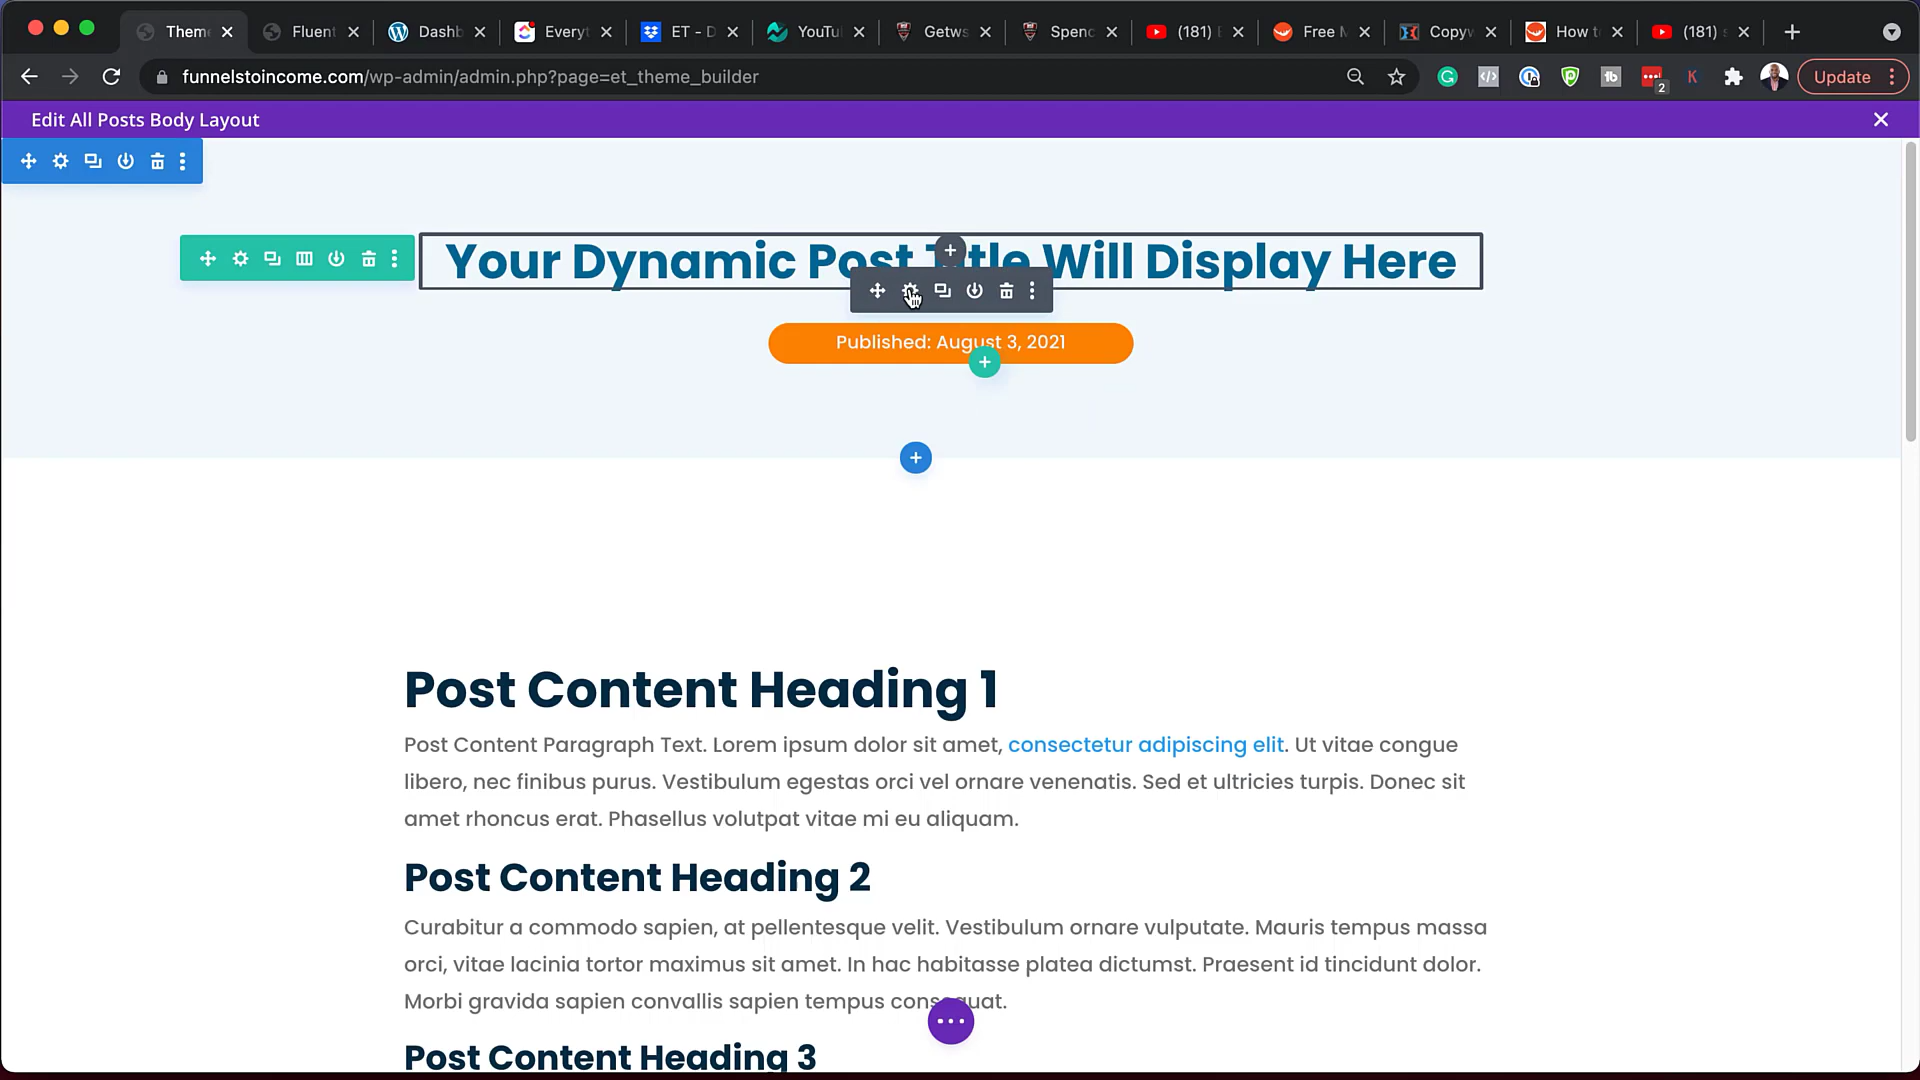 Them
Fluent
Dashb
Everyt
ET - D
YouTu
Getws
Spenc
(181)
Free M
Copyw
How t
(181)
funnelstoincome.com/wp-admin/admin.php?page=et_theme_builder
2
K
Update
Edit All Posts Body Layout
Your Dynamic Post Title Will Display Here
Published: August 3, 2021
Post Content Heading 1
Post Content Paragraph Text. Lorem ipsum dolor sit amet, consectetur adipiscing elit. Ut vitae congue
libero, nec finibus purus. Vestibulum egestas orci vel ornare venenatis. Sed et ultricies turpis. Donec sit
amet rhoncus erat. Phasellus volutpat vitae mi eu aliquam.
Post Content Heading 2
Curabitur a commodo sapien, at pellentesque velit. Vestibulum ornare vulputate. Mauris tempus massa
orci, vitae lacinia tortor maximus sit amet. In hac habitasse platea dictumst. Praesent id tincidunt dolor.
Morbi gravida sapien convallis sapien tempus consequat.
Post Content Heading 3